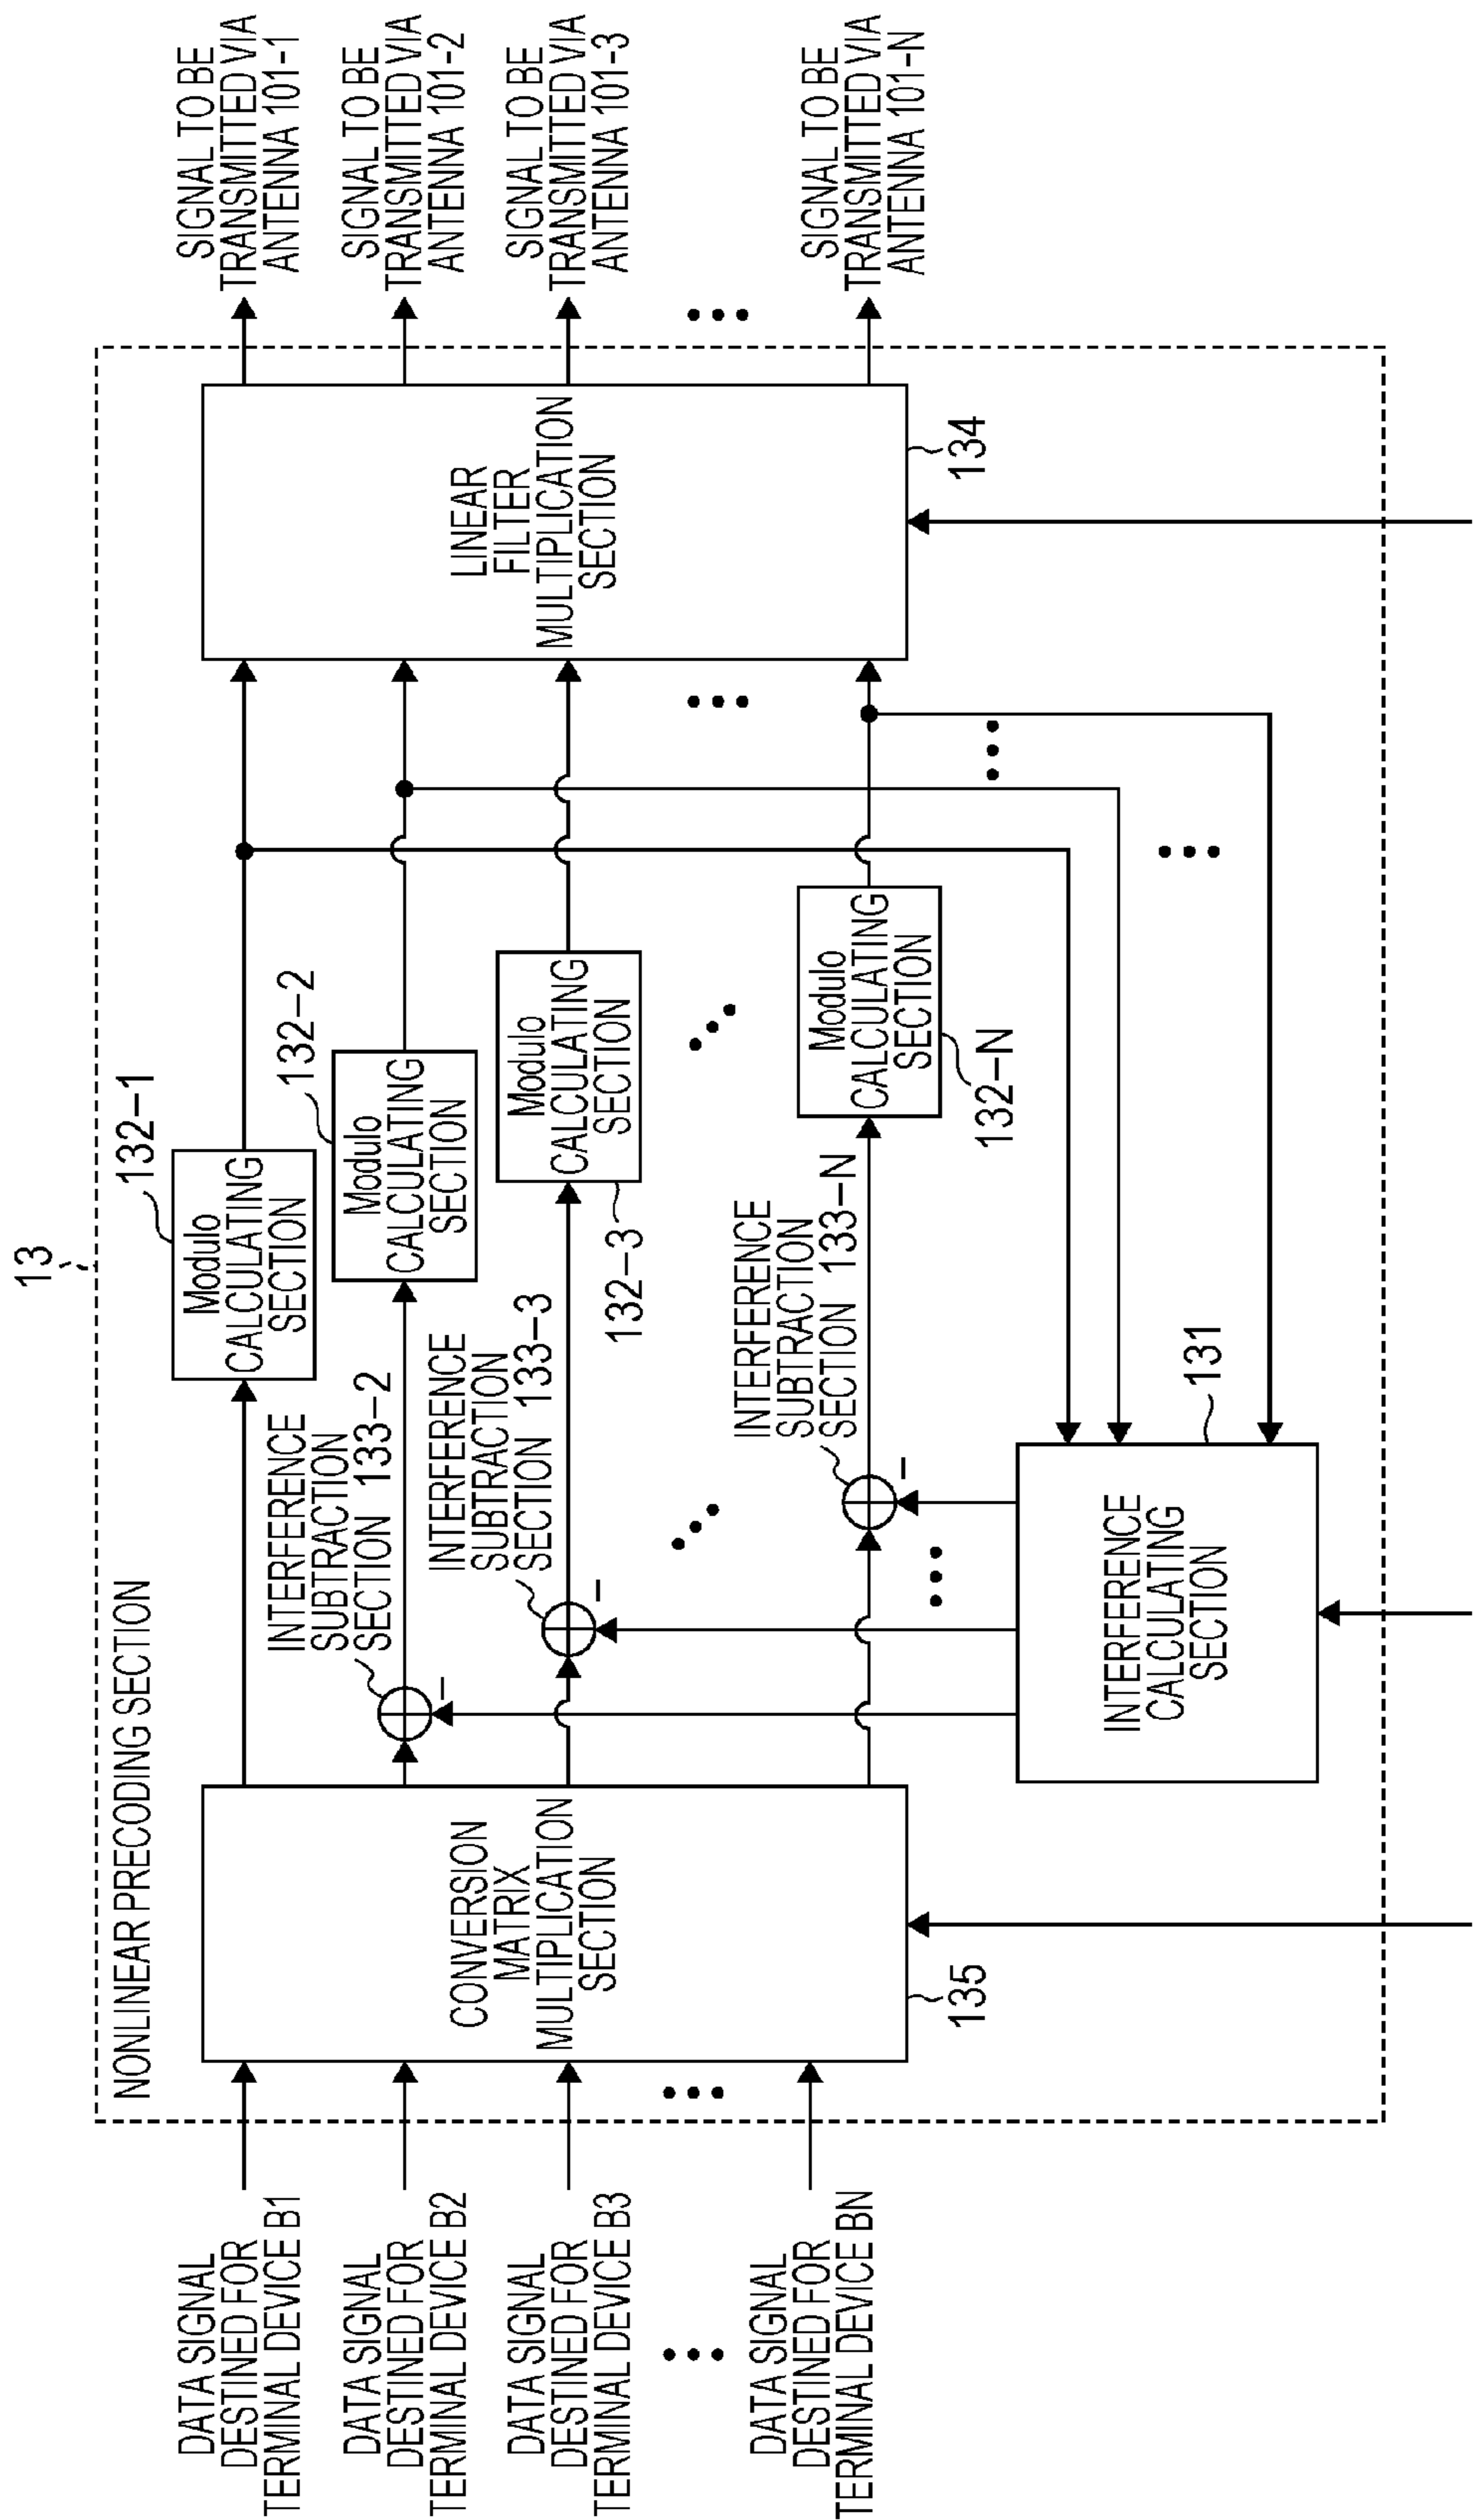 13
NONLINEAR PRECODING SECTION
DATA SIGNAL
DESTINED FOR
TERMINAL DEVICE B1
DATA SIGNAL
DESTINED FOR
TERMINAL DEVICE B2
DATA SIGNAL
DESTINED FOR
TERMINAL DEVICE B3
DATA SIGNAL
DESTINED FOR
TERMINAL DEVICE BN
CONVERSION
MATRIX
MULTIPLICATION
SECTION
135
INTERFERENCE
SUBTRACTION
SECTION 133-2
INTERFERENCE
SUBTRACTION
SECTION 133-3
INTERFERENCE
SUBTRACTION
SECTION 133-N
–
–
–
INTERFERENCE
CALCULATING
SECTION
131
132-1
Modulo
CALCULATING
SECTION
132-2
Modulo
CALCULATING
SECTION
Modulo
CALCULATING
SECTION
132-3
Modulo
CALCULATING
SECTION
132-N
LINEAR
FILTER
MULTIPLICATION
SECTION
134
SIGNAL TO BE
TRANSMITTED VIA
ANTENNA 101-1
SIGNAL TO BE
TRANSMITTED VIA
ANTENNA 101-2
SIGNAL TO BE
TRANSMITTED VIA
ANTENNA 101-3
SIGNAL TO BE
TRANSMITTED VIA
ANTENNA 101-N